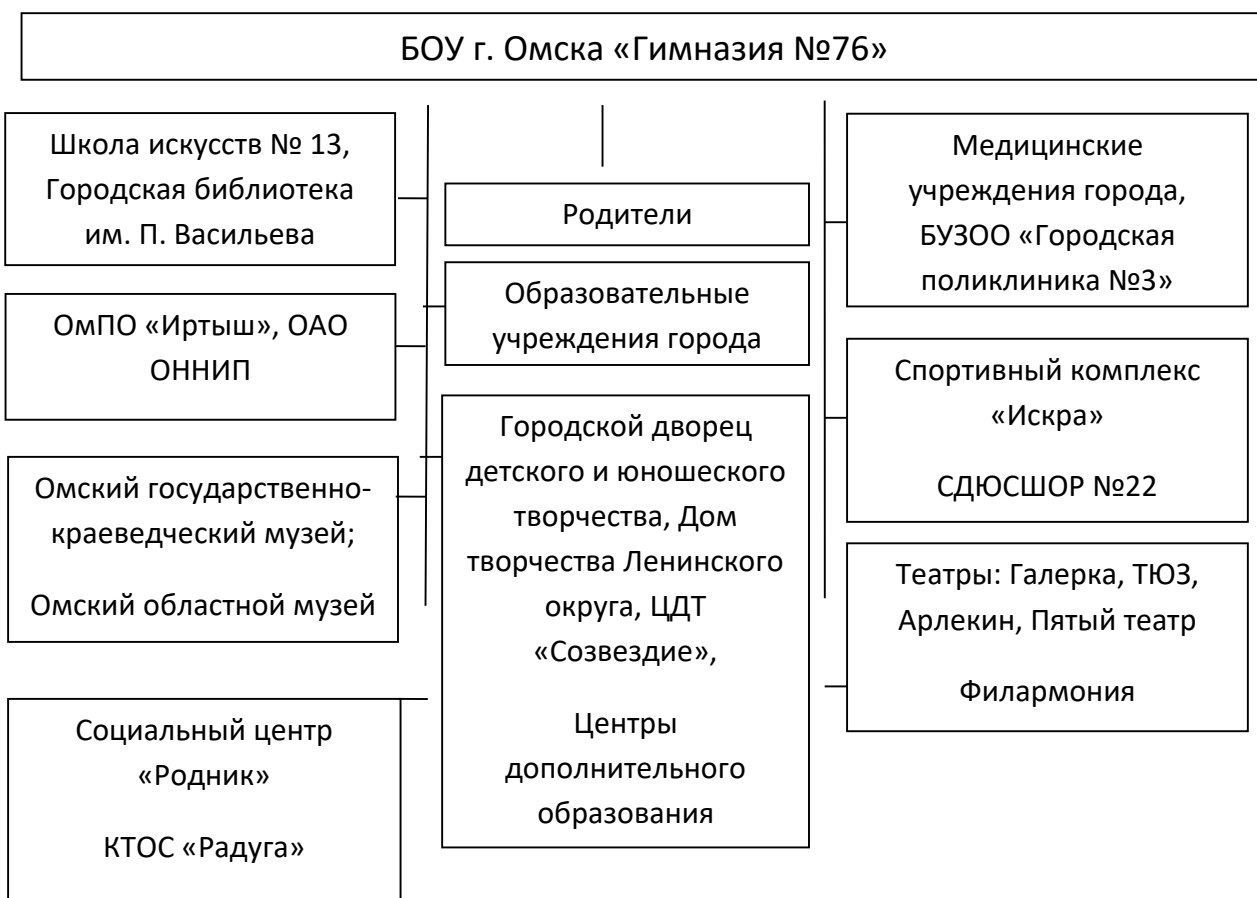 БОУ г. Омска «Гимназия №76»
Школа искусств № 13,
Городская библиотека
им. П. Васильева
ОмПО «Иртыш», ОАО
ОННИП
Омский государственно-
краеведческий музей;
Омский областной музей
Социальный центр
«Родник»
КТОС «Радуга»
Родители
Образовательные
учреждения города
Городской дворец
детского и юношеского
творчества, Дом
творчества Ленинского
округа, ЦДТ
«Созвездие»,
Центры
дополнительного
образования
Медицинские
учреждения города,
БУЗОО «Городская
поликлиника №3»
Спортивный комплекс
«Искра»
СДЮСШОР №22
Театры: Галерка, ТЮЗ,
Арлекин, Пятый театр
Филармония